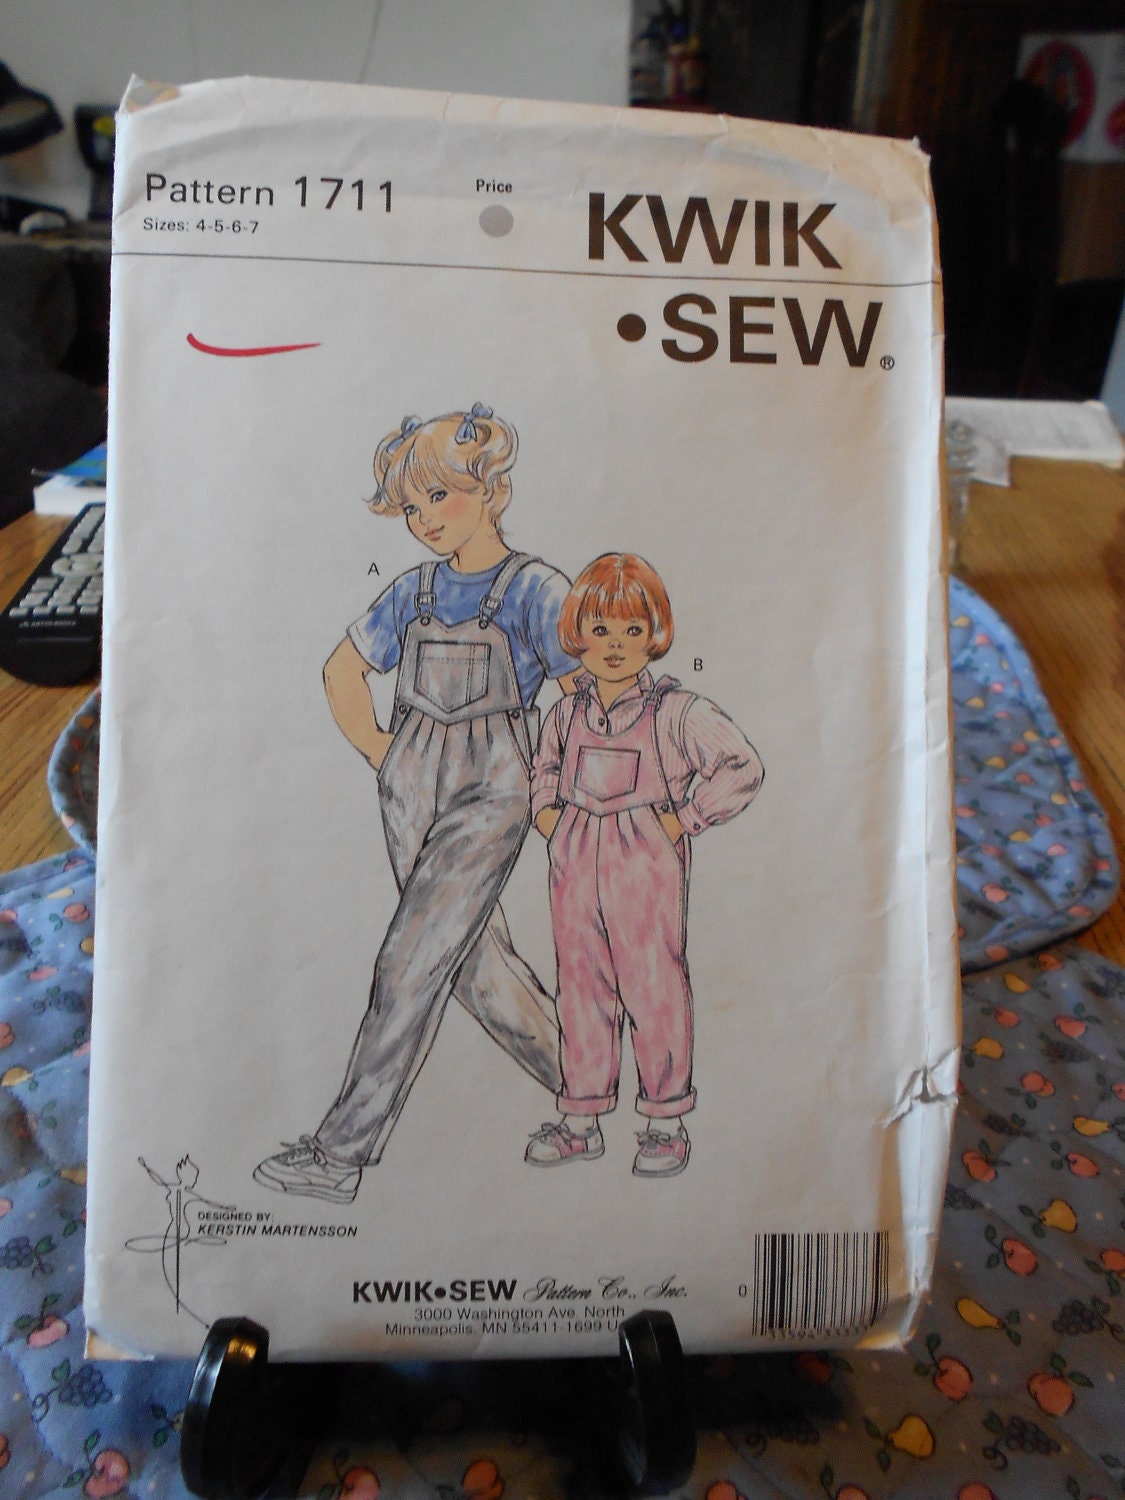 Pattern 1711
Sizes: 4-5-6-7
Price
KWIK
•SEW®
A
B
DESIGNED BY:
KERSTIN MARTENSSON
KWIK•SEW Pattern Co., Inc.
3000 Washington Ave. North
Minneapolis, MN 55411-1699
0